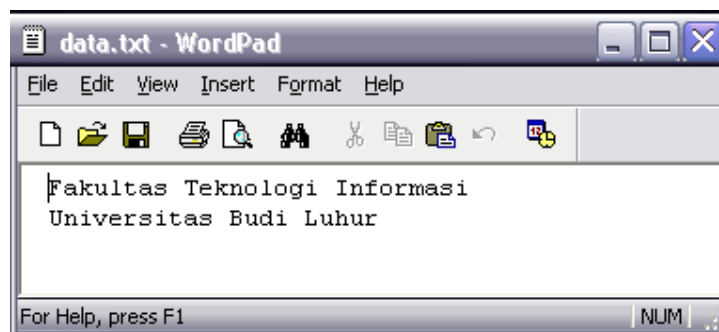 data.txt - WordPad
File Edit View Insert Format Help
Fakultas Teknologi Informasi
Universitas Budi Luhur
For Help, press F1
NUM